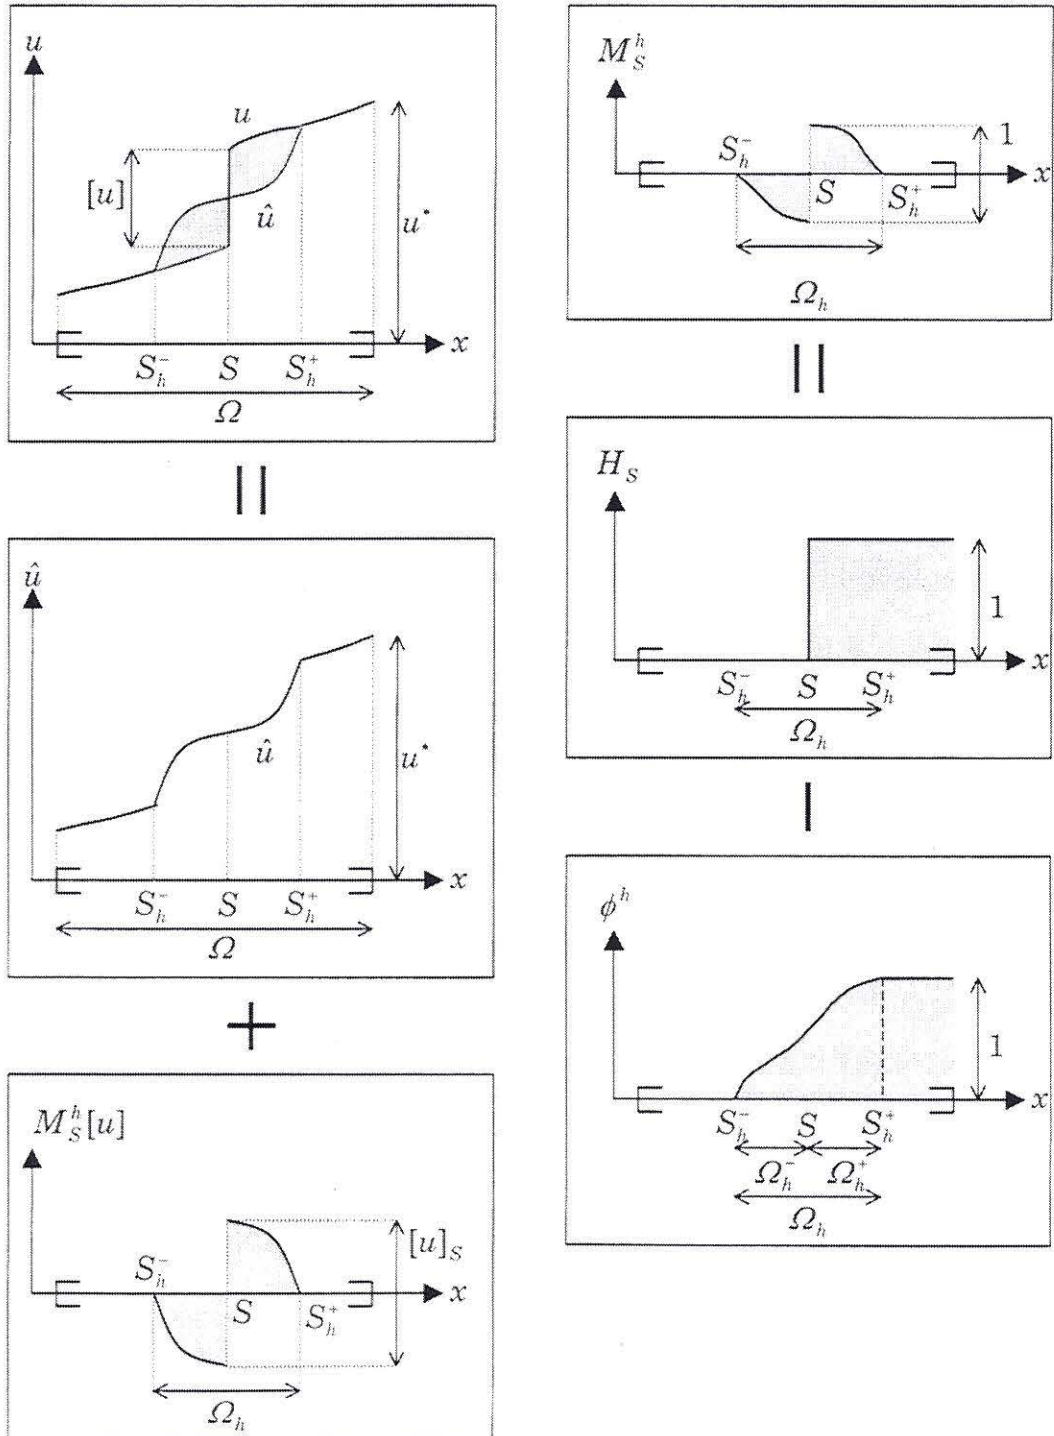 u
u
[u]
û
u*
x
S_h^- S S_h^+
Ω
||
û
û
u*
x
S_h^- S S_h^+
Ω
+
M_S^h[u]
[u]_S
S_h^-
x
S S_h^+
Ω_h
M_S^h
1
S_h^-
x
S S_h^+
Ω_h
||
H_S
1
x
S_h^- S S_h^+
Ω_h
−
ϕ^h
1
x
S_h^- S S_h^+
Ω_h^- Ω_h^+
Ω_h